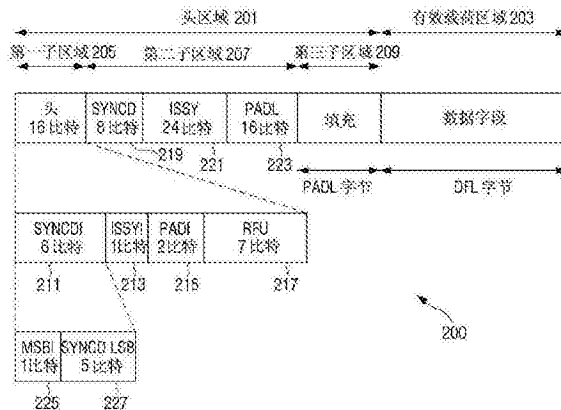 头区域 201
有效载荷区域 203
第一子区域 205
第二子区域 207
第三子区域 209
头
16比特
SYNCD
8比特
ISSY
24比特
PADL
16比特
填充
数据字段
219
221
223
PADL 字节
DFL 字节
SYNCDI
6比特
ISSYI
1比特
PADI
2比特
RFU
7比特
211
213
215
217
200
MSBI
1比特
SYNCD LSB
5比特
225
227